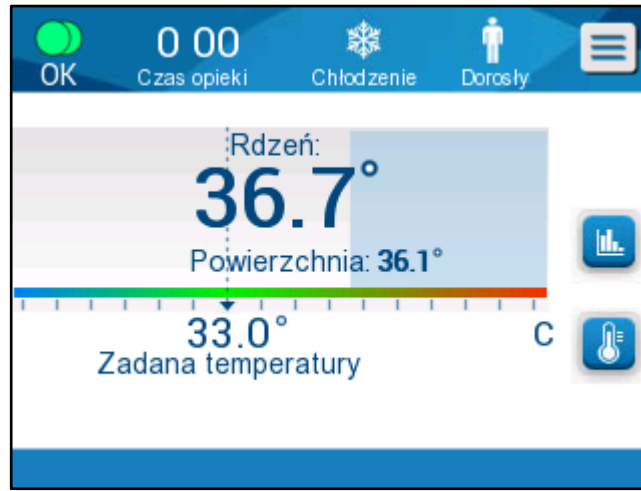 OK
0 00
Czas opieki
Chłodzenie
Dorosły
Rdzeń:
36.7°
Powierzchnia: 36.1°
33.0°
C
Zadana temperatury